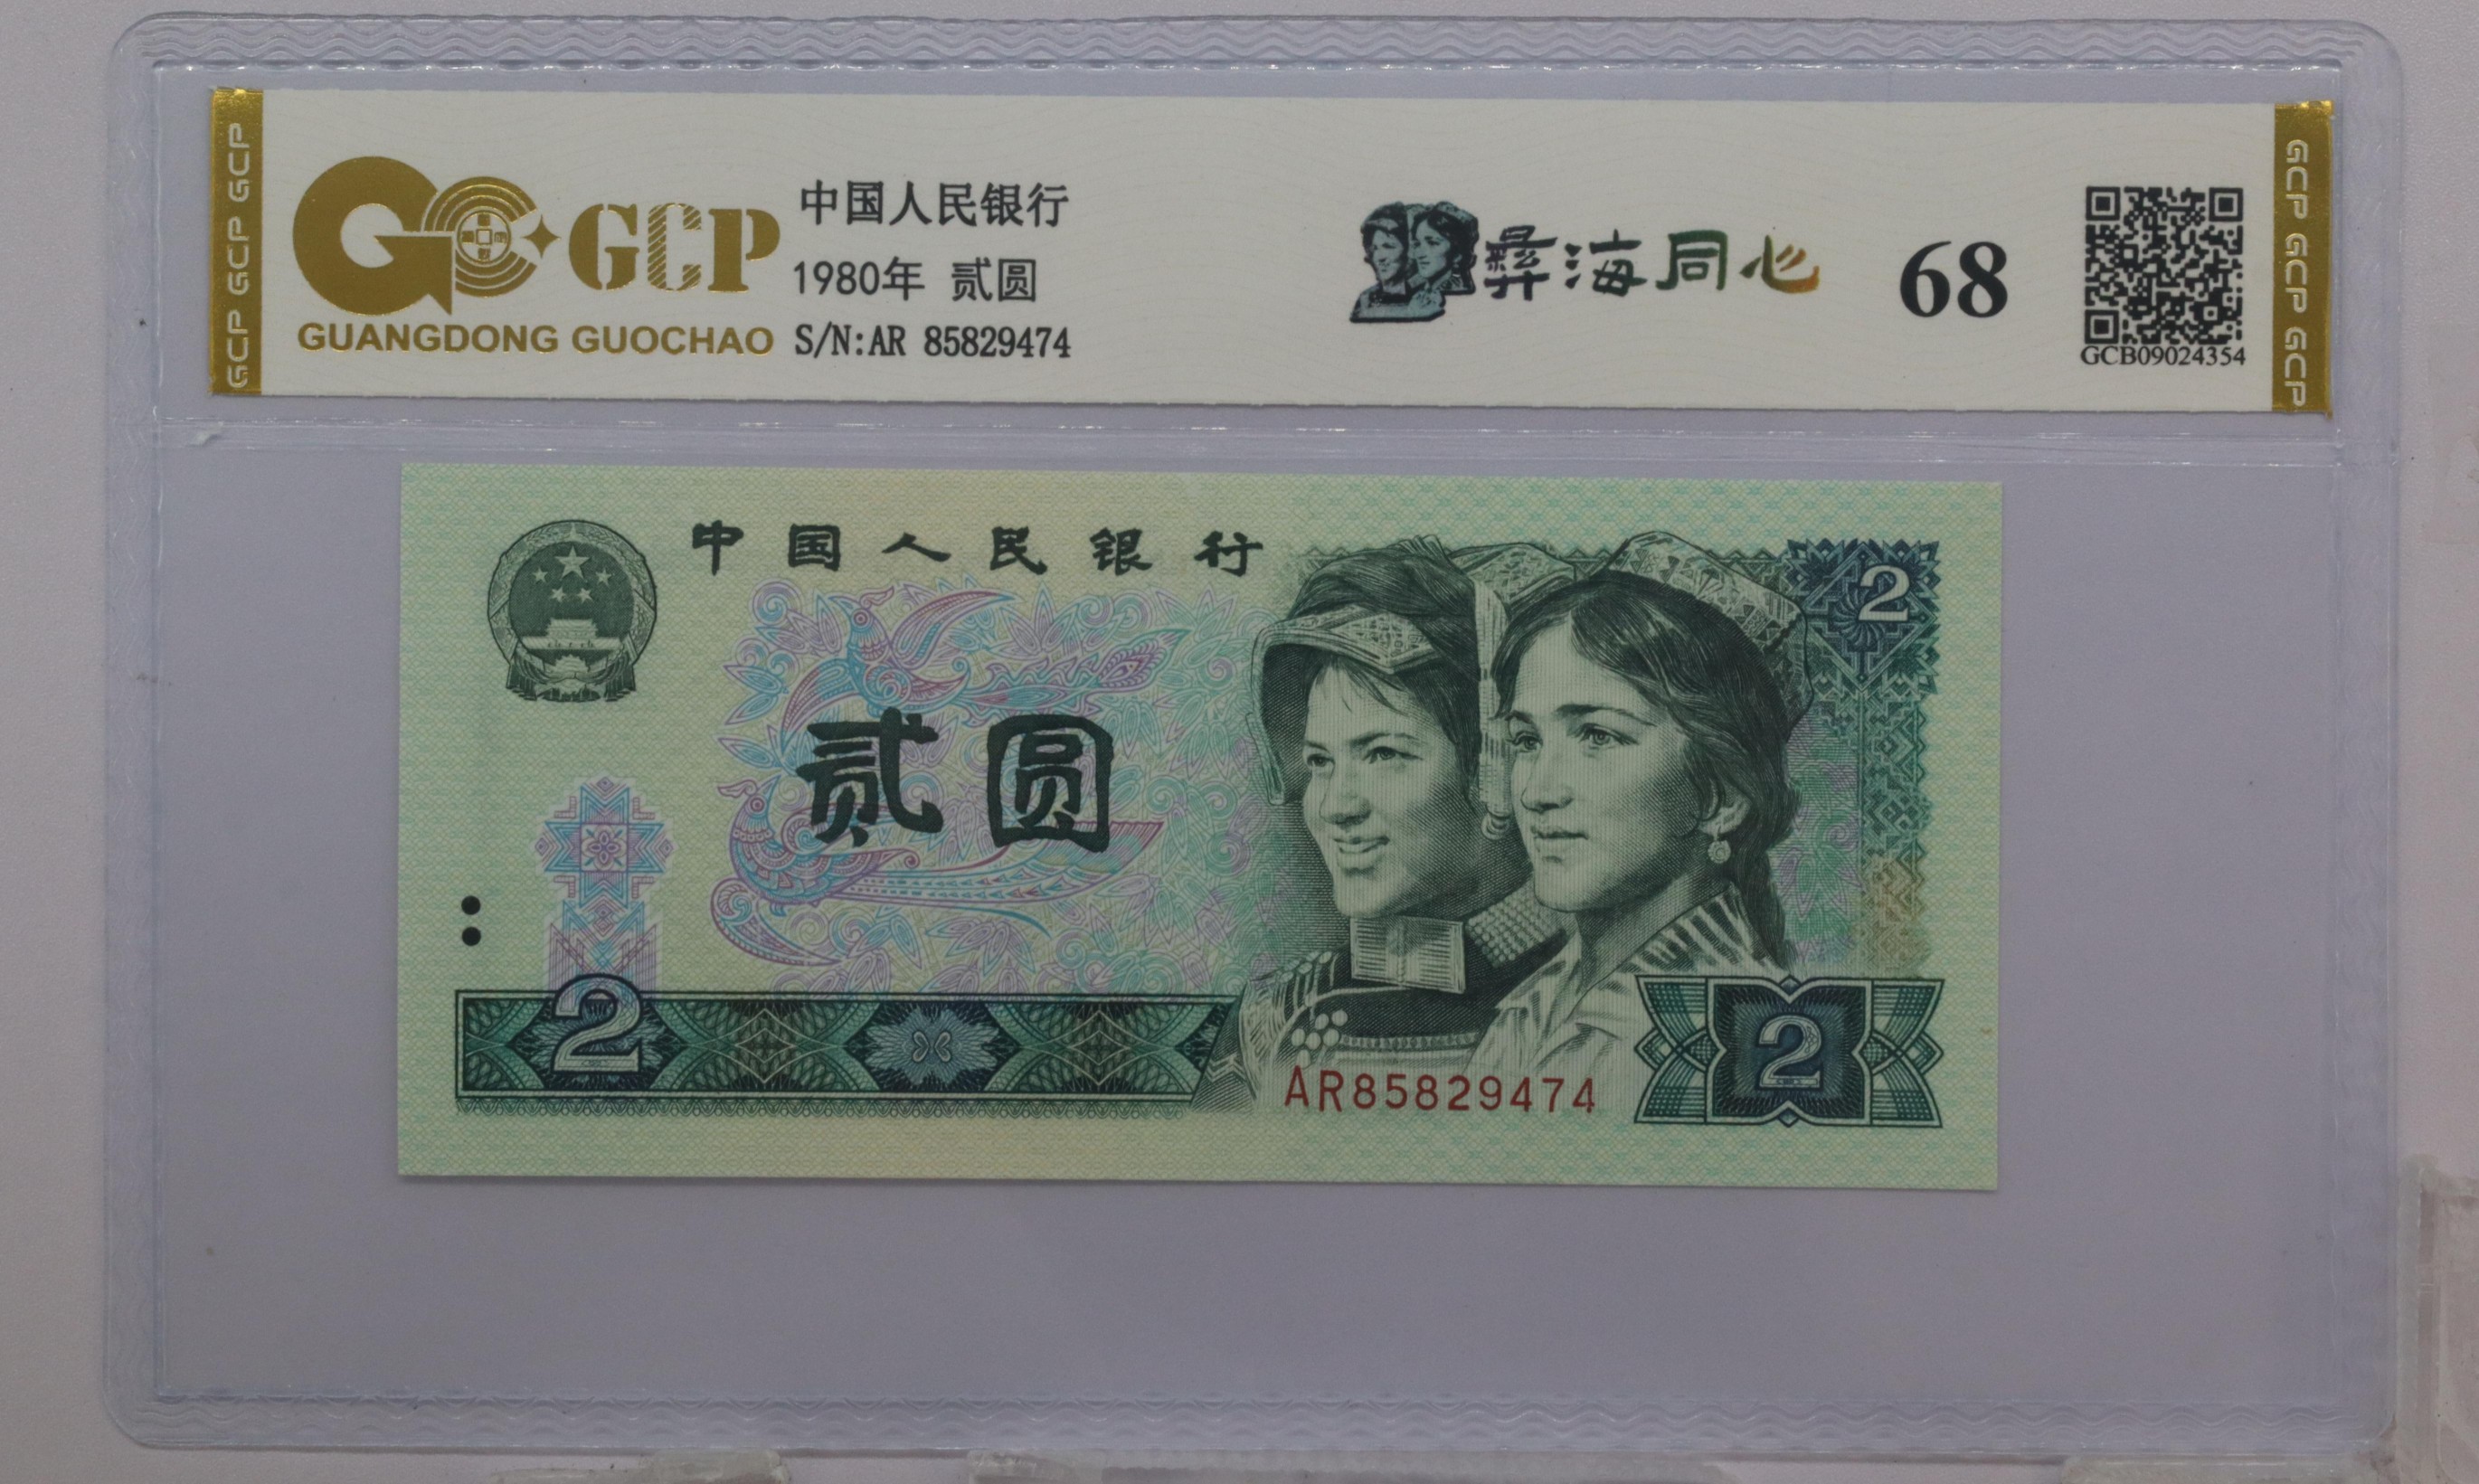 GCP GCP GCP
GCP
GUANGDONG GUOCHAO
中国人民银行
1980年 贰圆
S/N:AR 85829474
彝海同心
68
GCB09024354
GCP GCP GCP
中国人民银行
2
贰圆
2
AR85829474
2